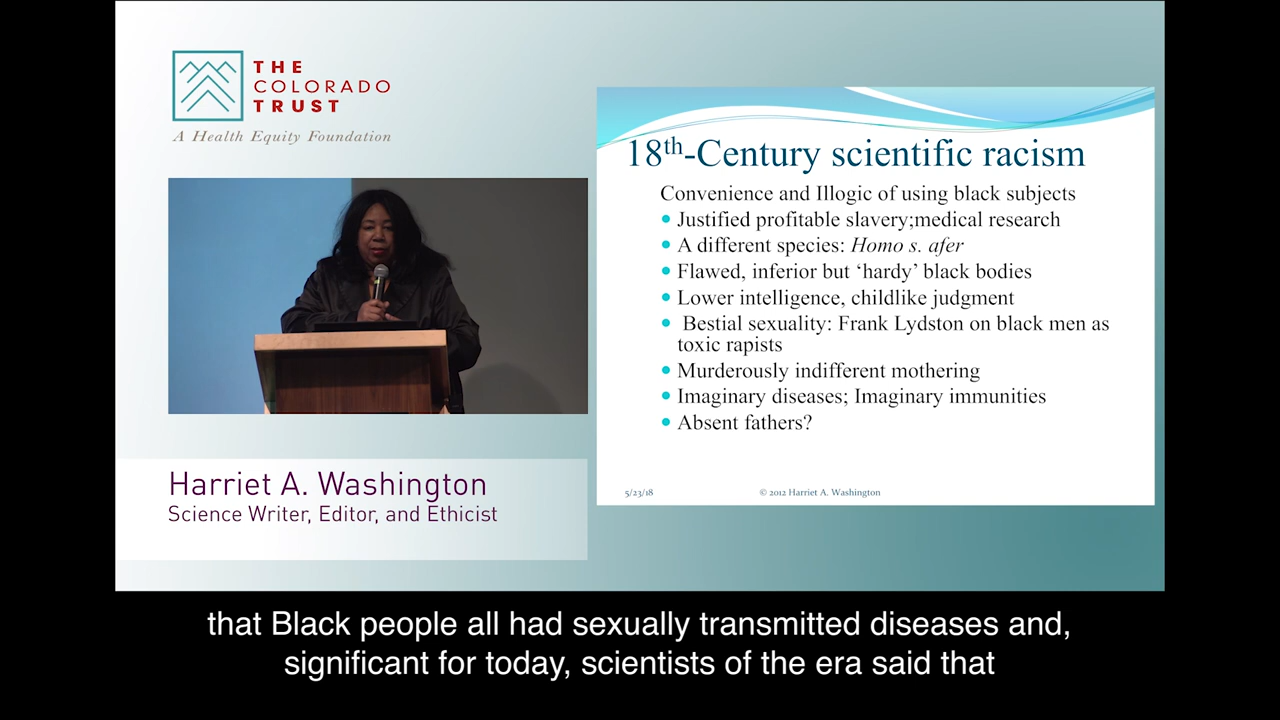 THE
COLORADO
TRUST
A Health Equity Foundation
18th-Century scientific racism
Convenience and Illogic of using black subjects
• Justified profitable slavery;medical research
• A different species: Homo s. afer
• Flawed, inferior but ‘hardy’ black bodies
• Lower intelligence, childlike judgment
• Bestial sexuality: Frank Lydston on black men as
toxic rapists
• Murderously indifferent mothering
• Imaginary diseases; Imaginary immunities
• Absent fathers?
5/23/18
© 2012 Harriet A. Washington
Harriet A. Washington
Science Writer, Editor, and Ethicist
that Black people all had sexually transmitted diseases and,
significant for today, scientists of the era said that